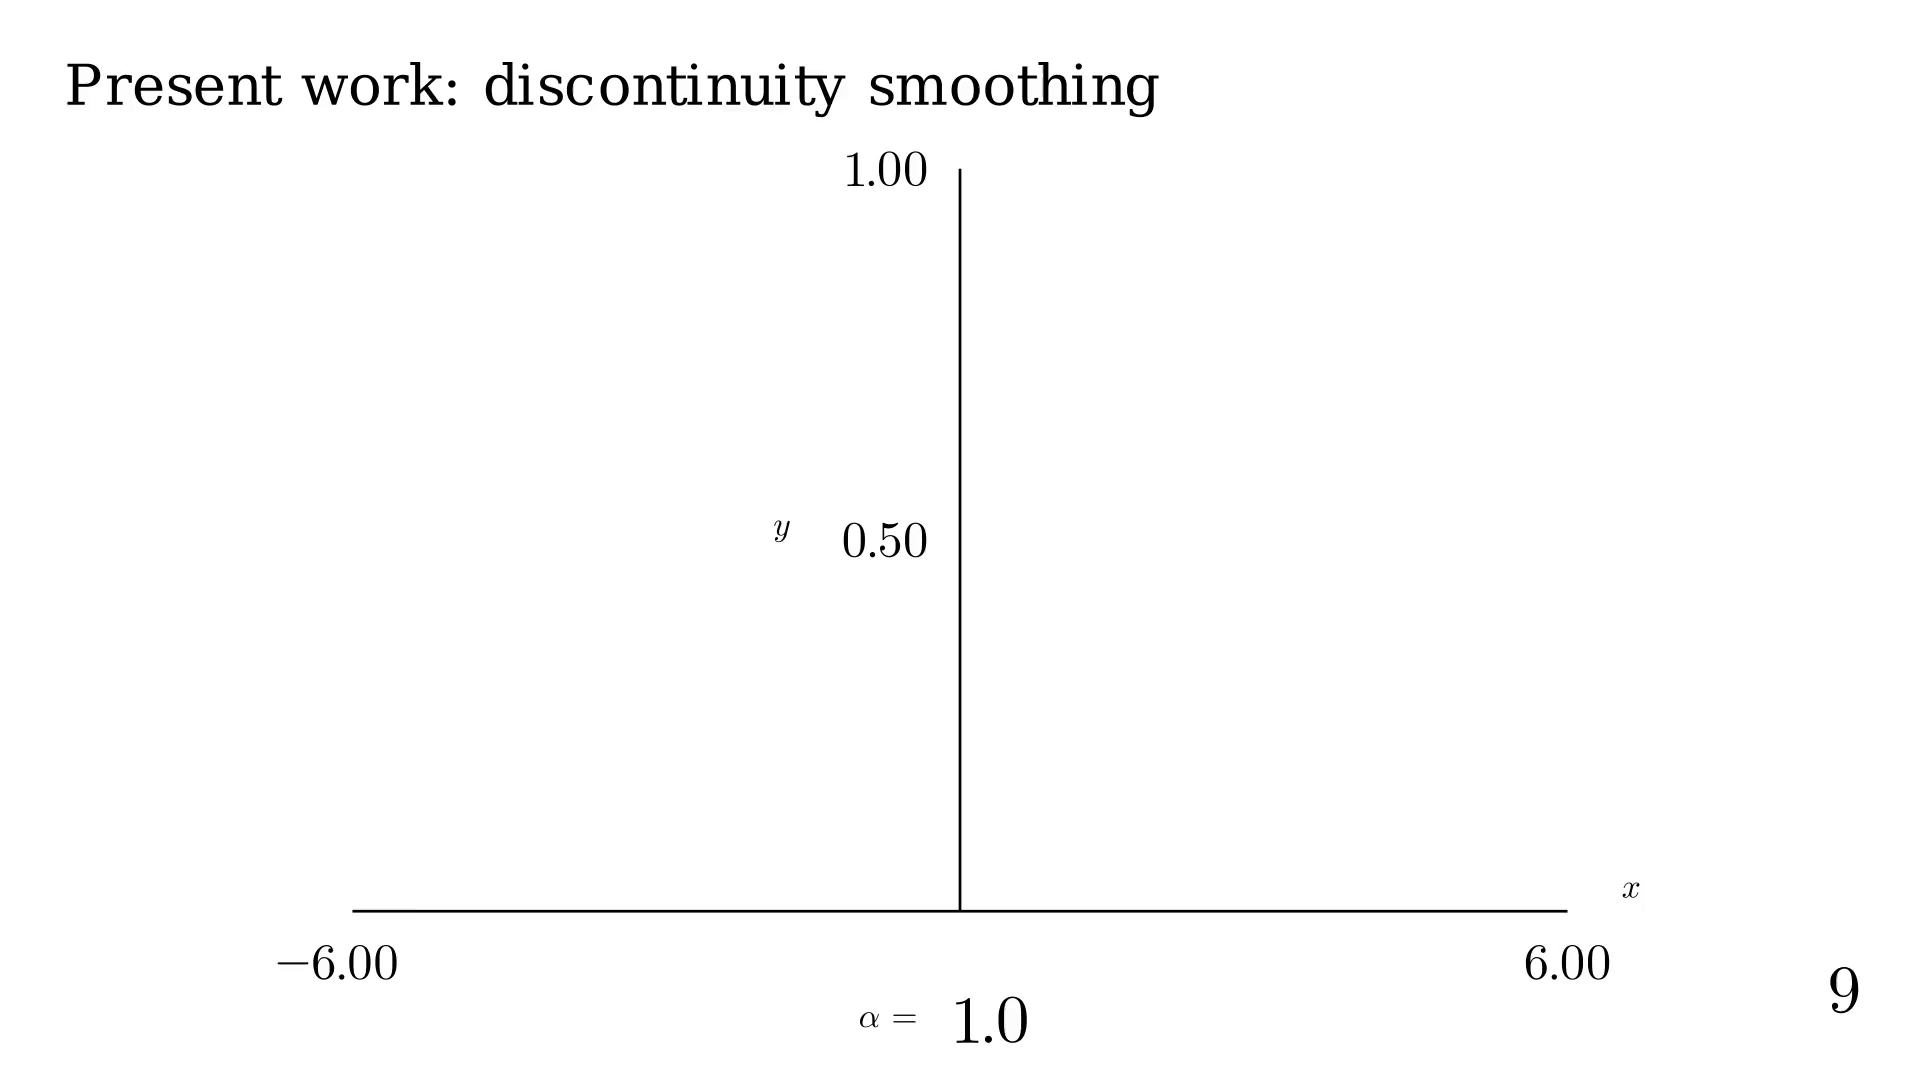 Present work: discontinuity smoothing
1.00
y
0.50
x
−6.00
6.00
α = 1.0
9